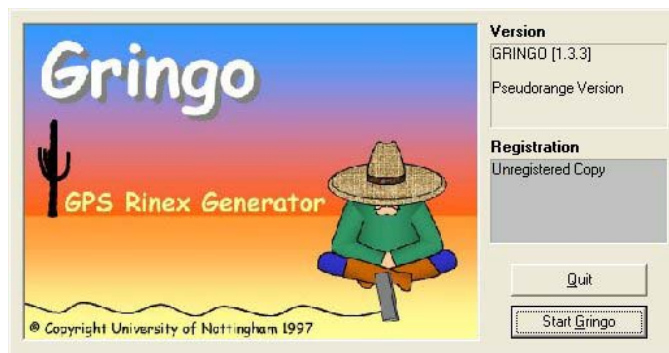 Gringo
GPS Rinex Generator
© Copyright University of Nottingham 1997
Version
GRINGO [1.3.3]
Pseudorange Version
Registration
Unregistered Copy
Quit
Start Gringo